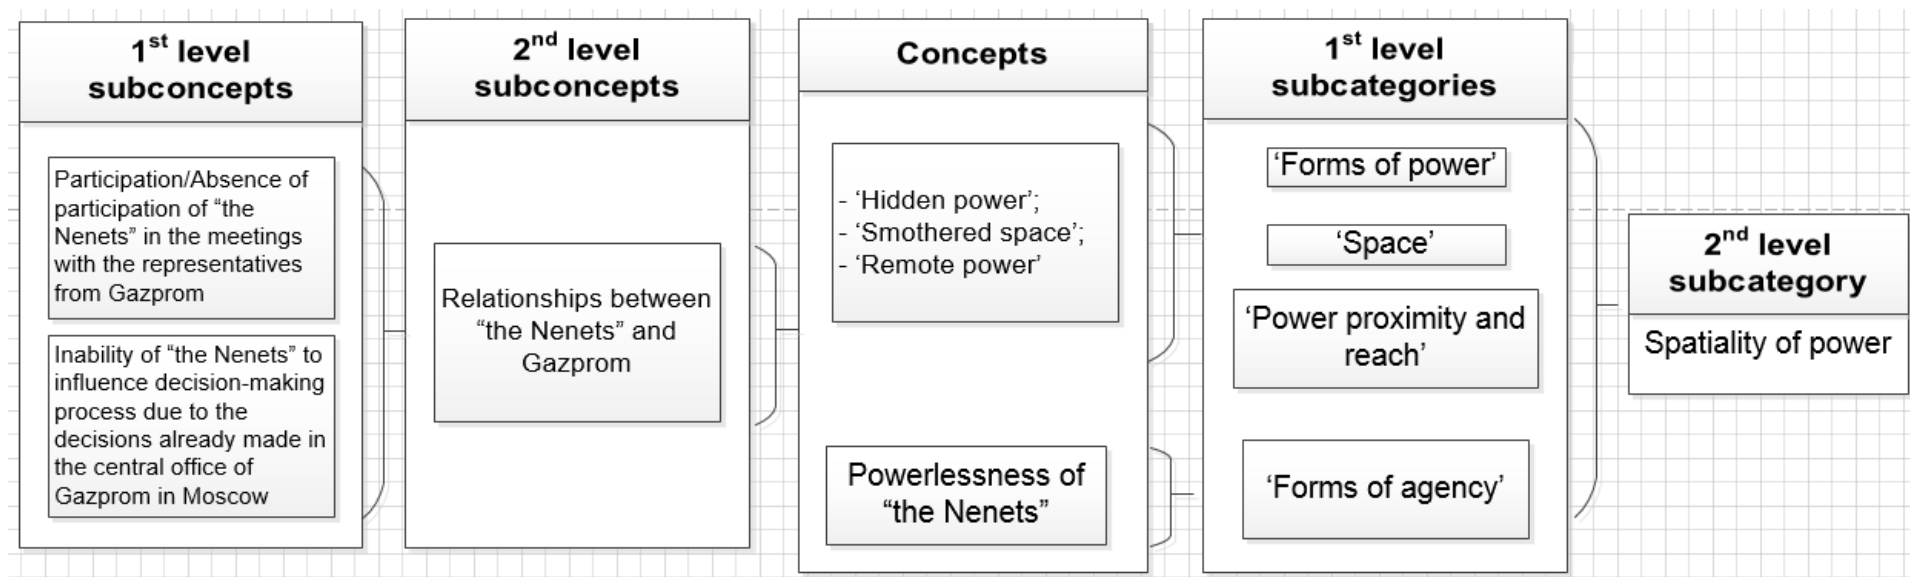 1st level
subconcepts
Participation/Absence of
participation of “the
Nenets” in the meetings
with the representatives
from Gazprom
Inability of “the Nenets” to
influence decision-making
process due to the
decisions already made in
the central office of
Gazprom in Moscow
2nd level
subconcepts
Relationships between
“the Nenets” and
Gazprom
Concepts
- ‘Hidden power’;
- ‘Smothered space’;
- ‘Remote power’
Powerlessness of
“the Nenets”
1st level
subcategories
‘Forms of power’
‘Space’
‘Power proximity and
reach’
‘Forms of agency’
2nd level
subcategory
Spatiality of power